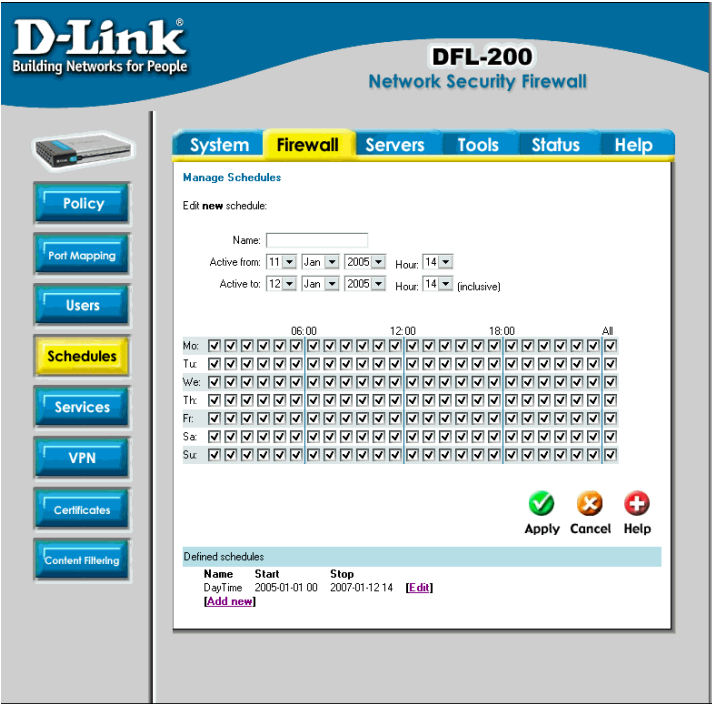 D-Link®
Building Networks for People
DFL-200
Network Security Firewall
System Firewall Servers Tools Status Help
Policy
Port Mapping
Users
Schedules
Services
VPN
Certificates
Content Filtering
Manage Schedules
Edit new schedule:
Name:
Active from: 11 Jan 2005 Hour: 14
Active to: 12 Jan 2005 Hour: 14 (inclusive)
06:00 12:00 18:00 All
Mo:
Tu:
We:
Th:
Fr:
Sa:
Su:
Apply Cancel Help
Defined schedules
Name Start Stop
DayTime 2005-01-01 00 2007-01-12 14 [Edit]
[Add new]